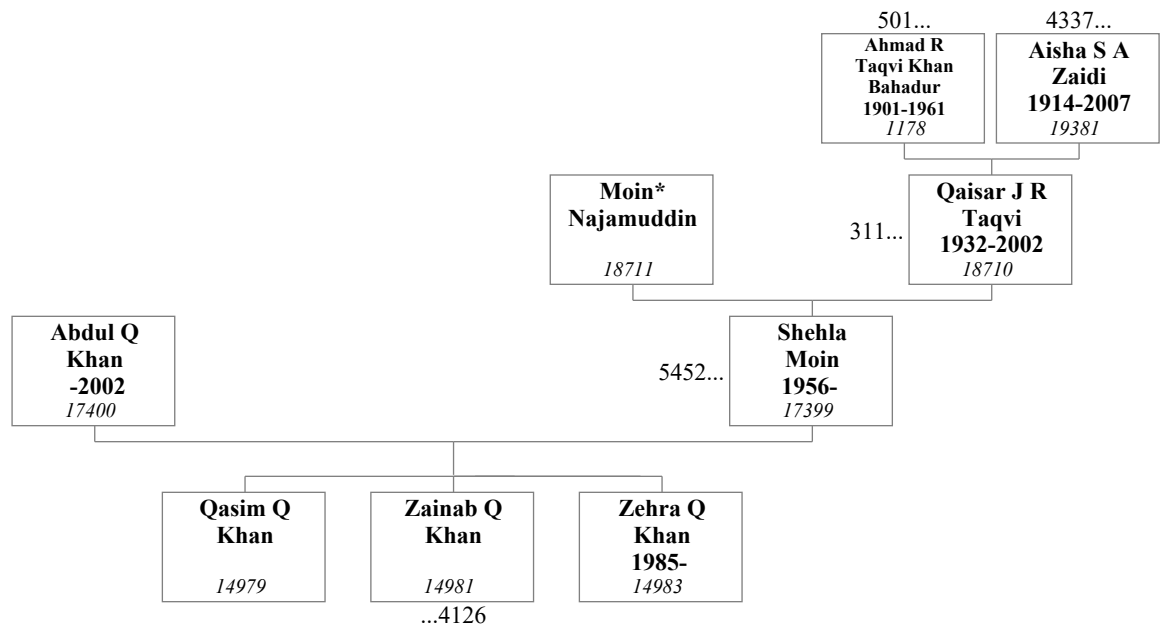 501...
Ahmad R
Taqvi Khan
Bahadur
1901-1961
1178
4337...
Aisha S A
Zaidi
1914-2007
19381
Moin*
Najamuddin
18711
311...
Qaisar J R
Taqvi
1932-2002
18710
Abdul Q
Khan
-2002
17400
5452...
Shehla
Moin
1956-
17399
Qasim Q
Khan
14979
Zainab Q
Khan
14981
...4126
Zehra Q
Khan
1985-
14983